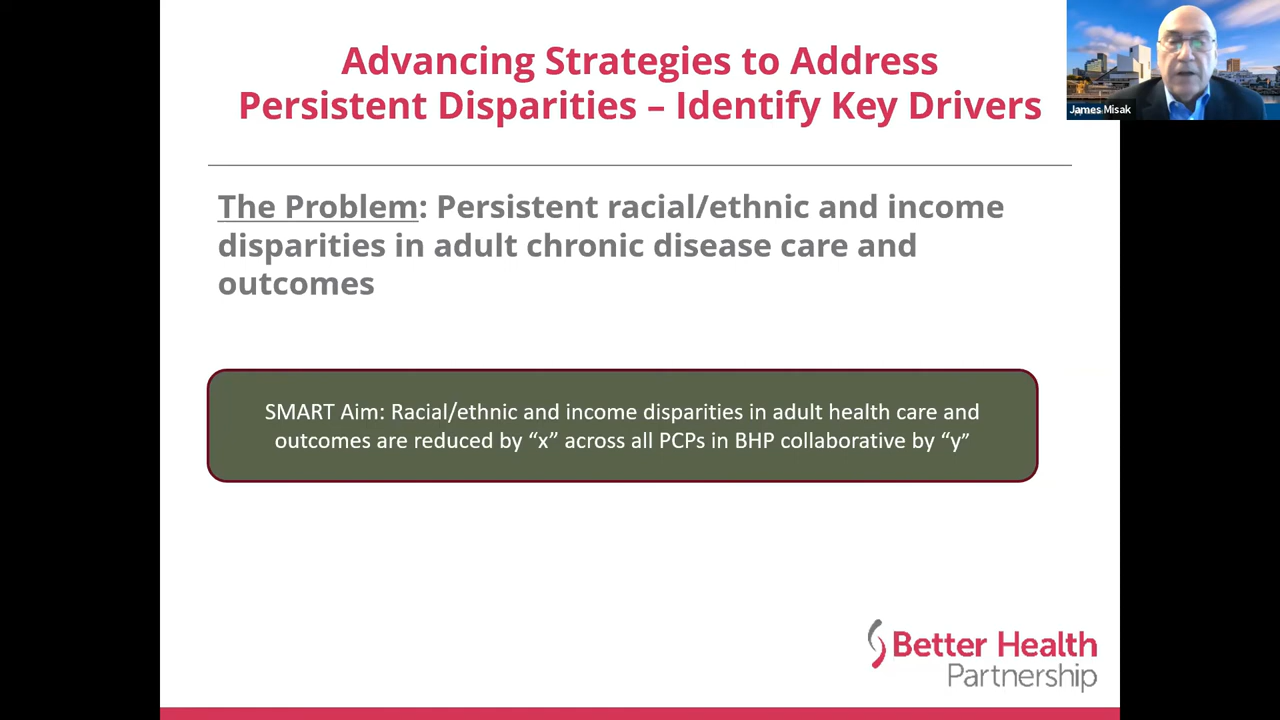 Advancing Strategies to Address
Persistent Disparities – Identify Key Drivers
James Misak
The Problem: Persistent racial/ethnic and income
disparities in adult chronic disease care and
outcomes
SMART Aim: Racial/ethnic and income disparities in adult health care and
outcomes are reduced by “x” across all PCPs in BHP collaborative by “y”
Better Health
Partnership